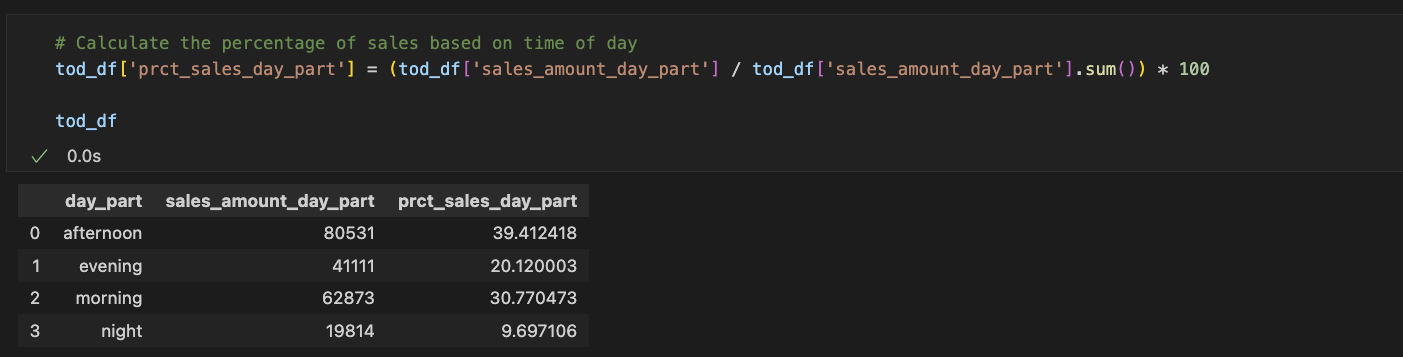 # Calculate the percentage of sales based on time of day
tod_df['prct_sales_day_part'] = (tod_df['sales_amount_day_part'] / tod_df['sales_amount_day_part'].sum()) * 100
tod_df
0.0s
day_part sales_amount_day_part prct_sales_day_part
0 afternoon 80531 39.412418
1 evening 41111 20.120003
2 morning 62873 30.770473
3 night 19814 9.697106